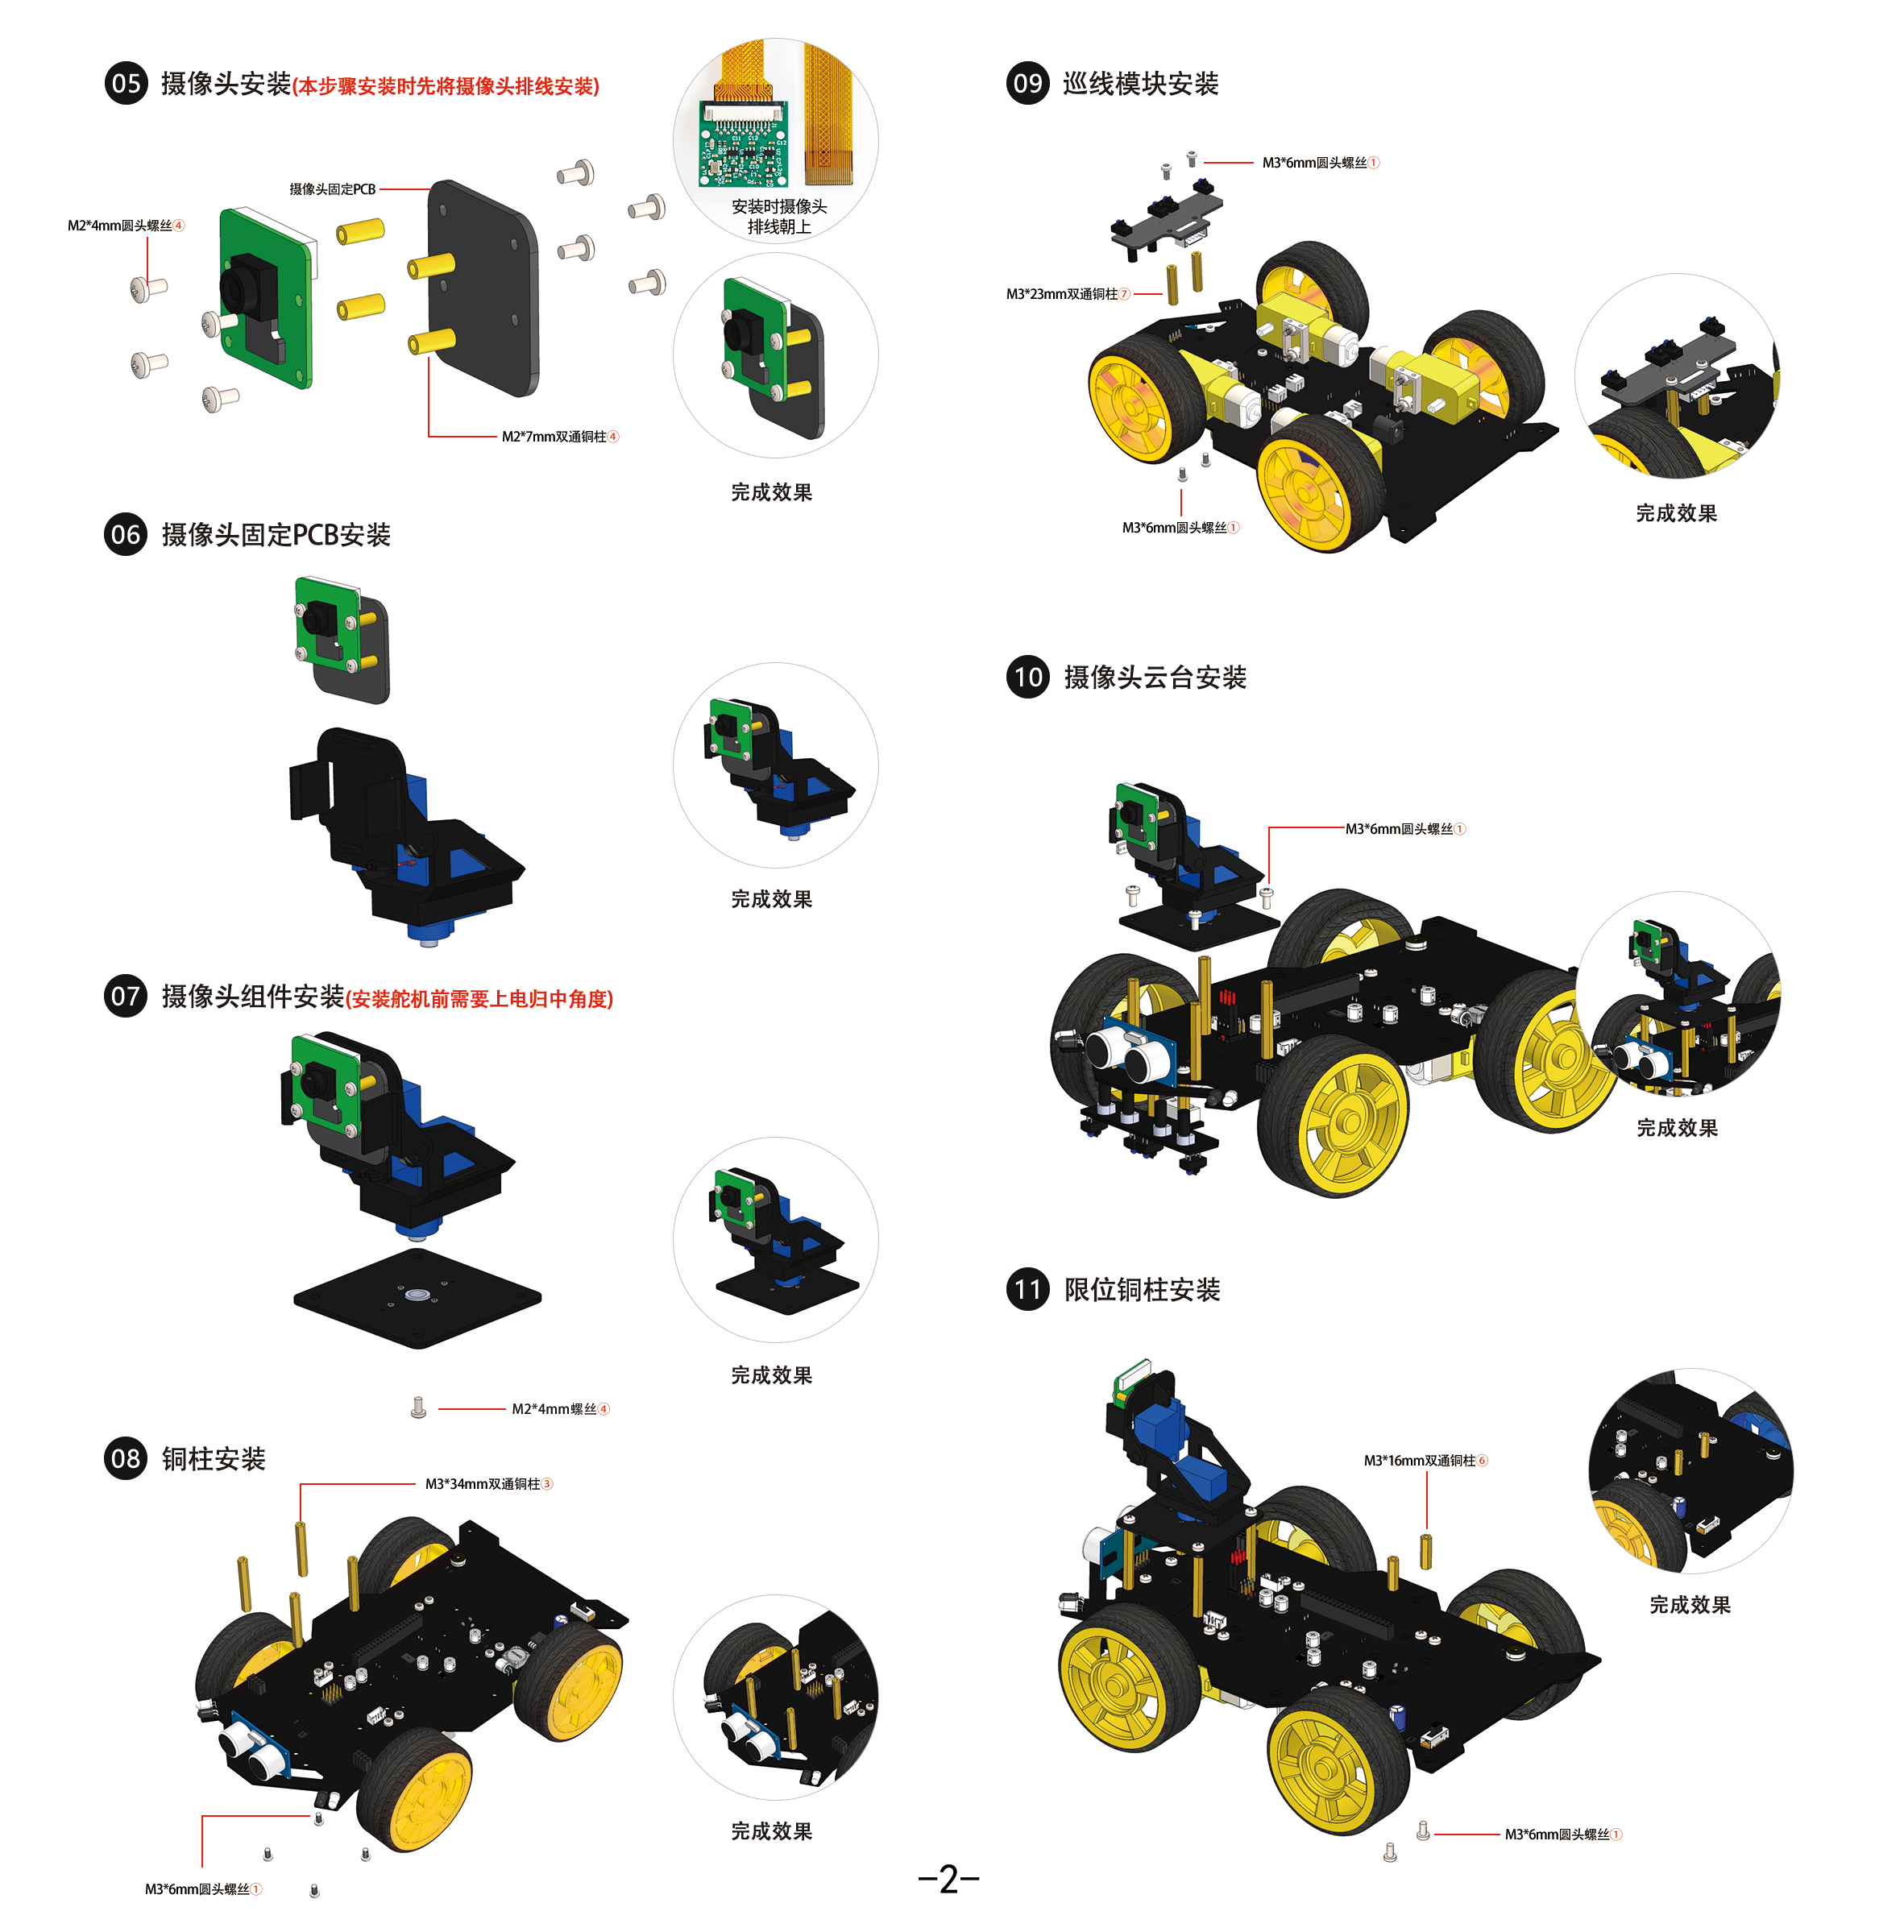 05 摄像头安装(本步骤安装时先将摄像头排线安装)
摄像头固定PCB
M2*4mm圆头螺丝④
安装时摄像头
排线朝上
M2*7mm双通铜柱④
完成效果
06 摄像头固定PCB安装
完成效果
07 摄像头组件安装(安装舵机前需要上电归中角度)
完成效果
M2*4mm螺丝④
08 铜柱安装
M3*34mm双通铜柱③
完成效果
M3*6mm圆头螺丝①
09 巡线模块安装
M3*6mm圆头螺丝①
M3*23mm双通铜柱⑦
M3*6mm圆头螺丝①
完成效果
10 摄像头云台安装
M3*6mm圆头螺丝①
完成效果
11 限位铜柱安装
M3*16mm双通铜柱⑥
完成效果
M3*6mm圆头螺丝①
-2-